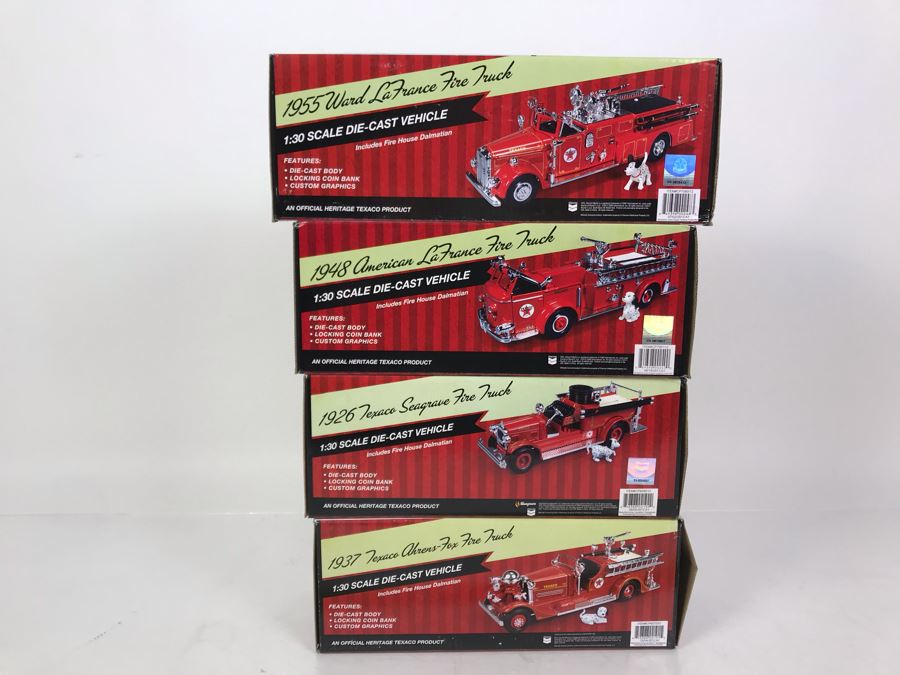 1955 Ward LaFrance Fire Truck
1:30 SCALE DIE-CAST VEHICLE
Includes Fire House Dalmatian
FEATURES:
• DIE-CAST BODY
• LOCKING COIN BANK
• CUSTOM GRAPHICS
AN OFFICIAL HERITAGE TEXACO PRODUCT
1948 American LaFrance Fire Truck
1:30 SCALE DIE-CAST VEHICLE
Includes Fire House Dalmatian
FEATURES:
• DIE-CAST BODY
• LOCKING COIN BANK
• CUSTOM GRAPHICS
AN OFFICIAL HERITAGE TEXACO PRODUCT
1926 Texaco Seagrave Fire Truck
1:30 SCALE DIE-CAST VEHICLE
Includes Fire House Dalmatian
FEATURES:
• DIE-CAST BODY
• LOCKING COIN BANK
• CUSTOM GRAPHICS
AN OFFICIAL HERITAGE TEXACO PRODUCT
1937 Texaco Ahrens-Fox Fire Truck
1:30 SCALE DIE-CAST VEHICLE
Includes Fire House Dalmatian
FEATURES:
• DIE-CAST BODY
• LOCKING COIN BANK
• CUSTOM GRAPHICS
AN OFFICIAL HERITAGE TEXACO PRODUCT